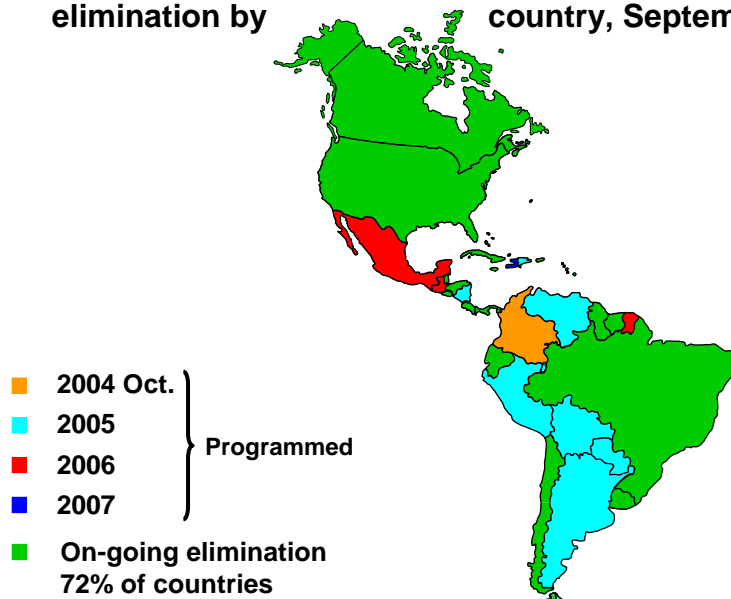 elimination by country, Septem
2004 Oct.
2005
Programmed
2006
2007
On-going elimination
72% of countries